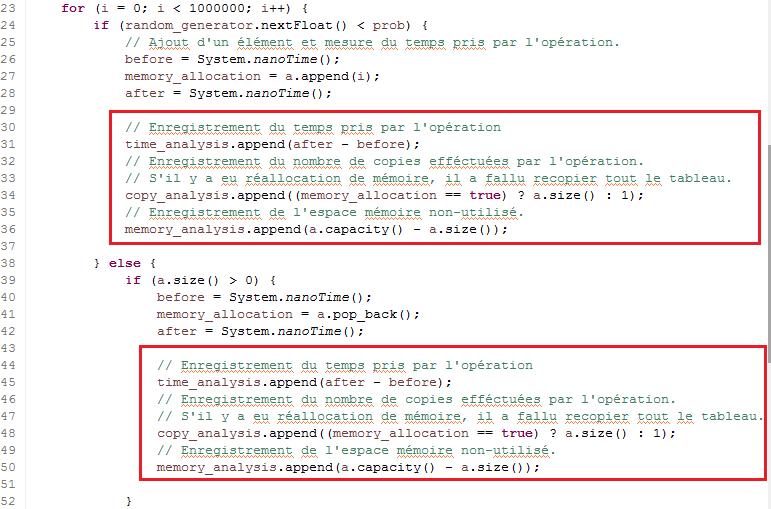 23 for (i = 0; i < 1000000; i++) {
24 if (random_generator.nextFloat() < prob) {
25 // Ajout d'un élément et mesure du temps pris par l'opération.
26 before = System.nanoTime();
27 memory_allocation = a.append(i);
28 after = System.nanoTime();
29
30 // Enregistrement du temps pris par l'opération
31 time_analysis.append(after - before);
32 // Enregistrement du nombre de copies efféctuées par l'opération.
33 // S'il y a eu réallocation de mémoire, il a fallu recopier tout le tableau.
34 copy_analysis.append((memory_allocation == true) ? a.size() : 1);
35 // Enregistrement de l'espace mémoire non-utilisé.
36 memory_analysis.append(a.capacity() - a.size());
37
38 } else {
39 if (a.size() > 0) {
40 before = System.nanoTime();
41 memory_allocation = a.pop_back();
42 after = System.nanoTime();
43
44 // Enregistrement du temps pris par l'opération
45 time_analysis.append(after - before);
46 // Enregistrement du nombre de copies efféctuées par l'opération.
47 // S'il y a eu réallocation de mémoire, il a fallu recopier tout le tableau.
48 copy_analysis.append((memory_allocation == true) ? a.size() : 1);
49 // Enregistrement de l'espace mémoire non-utilisé.
50 memory_analysis.append(a.capacity() - a.size());
51
52 }